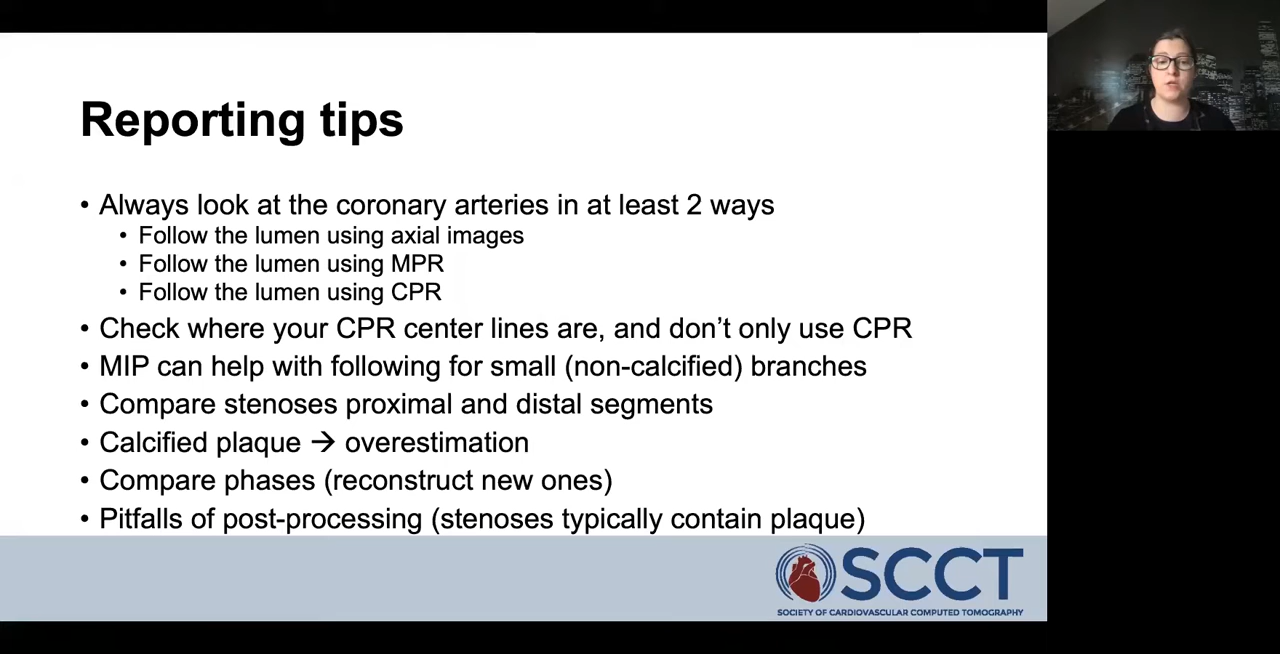 Reporting tips
• Always look at the coronary arteries in at least 2 ways
• Follow the lumen using axial images
• Follow the lumen using MPR
• Follow the lumen using CPR
• Check where your CPR center lines are, and don’t only use CPR
• MIP can help with following for small (non-calcified) branches
• Compare stenoses proximal and distal segments
• Calcified plaque → overestimation
• Compare phases (reconstruct new ones)
• Pitfalls of post-processing (stenoses typically contain plaque)
SCCT
SOCIETY OF CARDIOVASCULAR COMPUTED TOMOGRAPHY